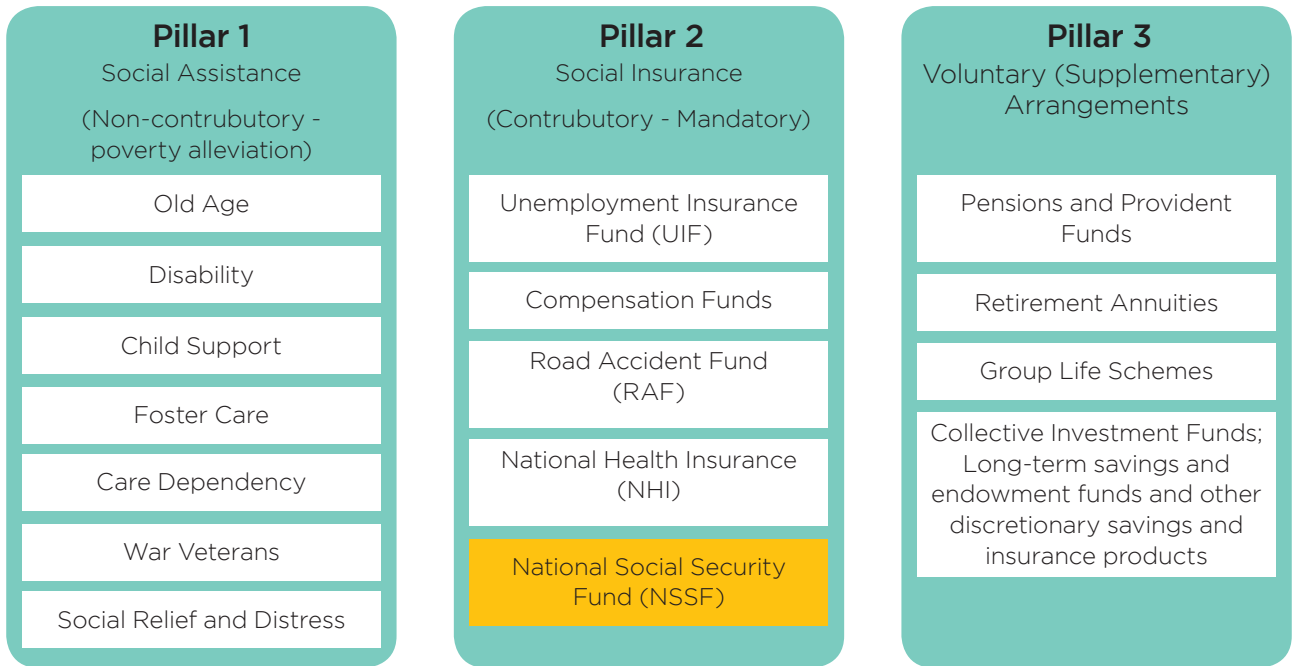 Pillar 1
Social Assistance
(Non-contrubutory -
poverty alleviation)
Old Age
Disability
Child Support
Foster Care
Care Dependency
War Veterans
Social Relief and Distress
Pillar 2
Social Insurance
(Contrubutory - Mandatory)
Unemployment Insurance
Fund (UIF)
Compensation Funds
Road Accident Fund
(RAF)
National Health Insurance
(NHI)
National Social Security
Fund (NSSF)
Pillar 3
Voluntary (Supplementary)
Arrangements
Pensions and Provident
Funds
Retirement Annuities
Group Life Schemes
Collective Investment Funds;
Long-term savings and
endowment funds and other
discretionary savings and
insurance products